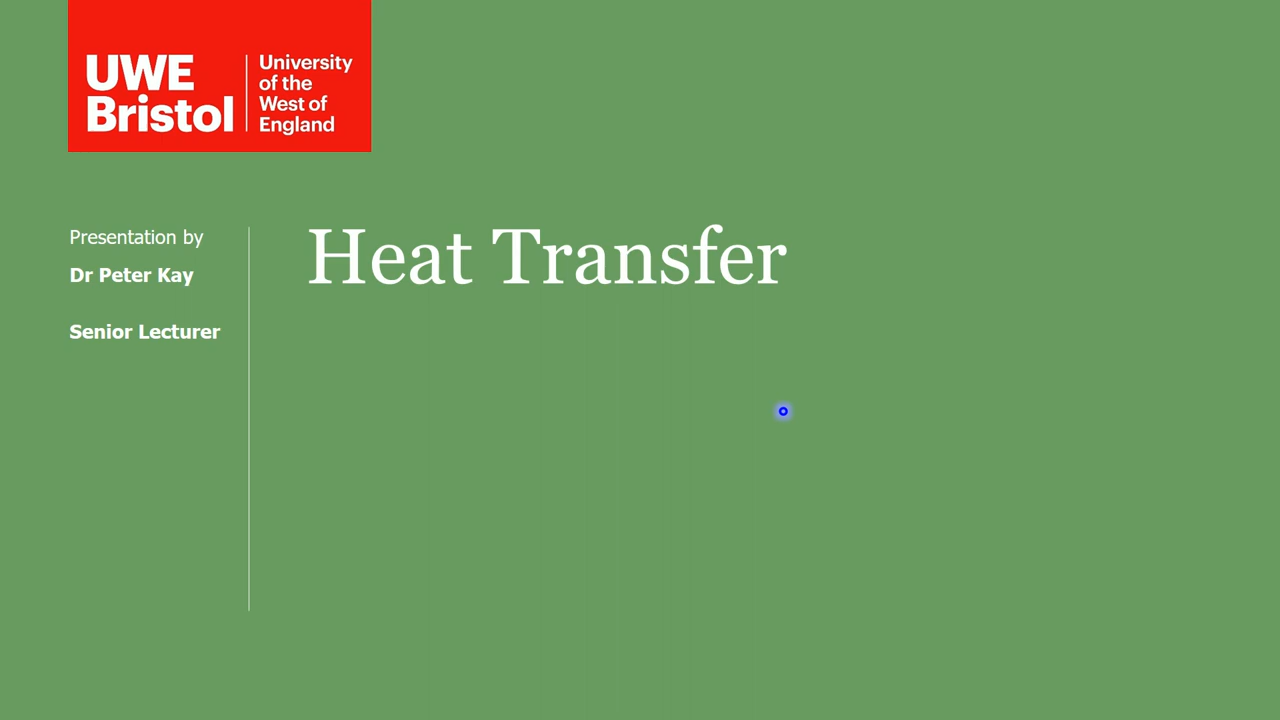 UWE
Bristol
University
of the
West of
England
Presentation by
Dr Peter Kay
Senior Lecturer
Heat Transfer